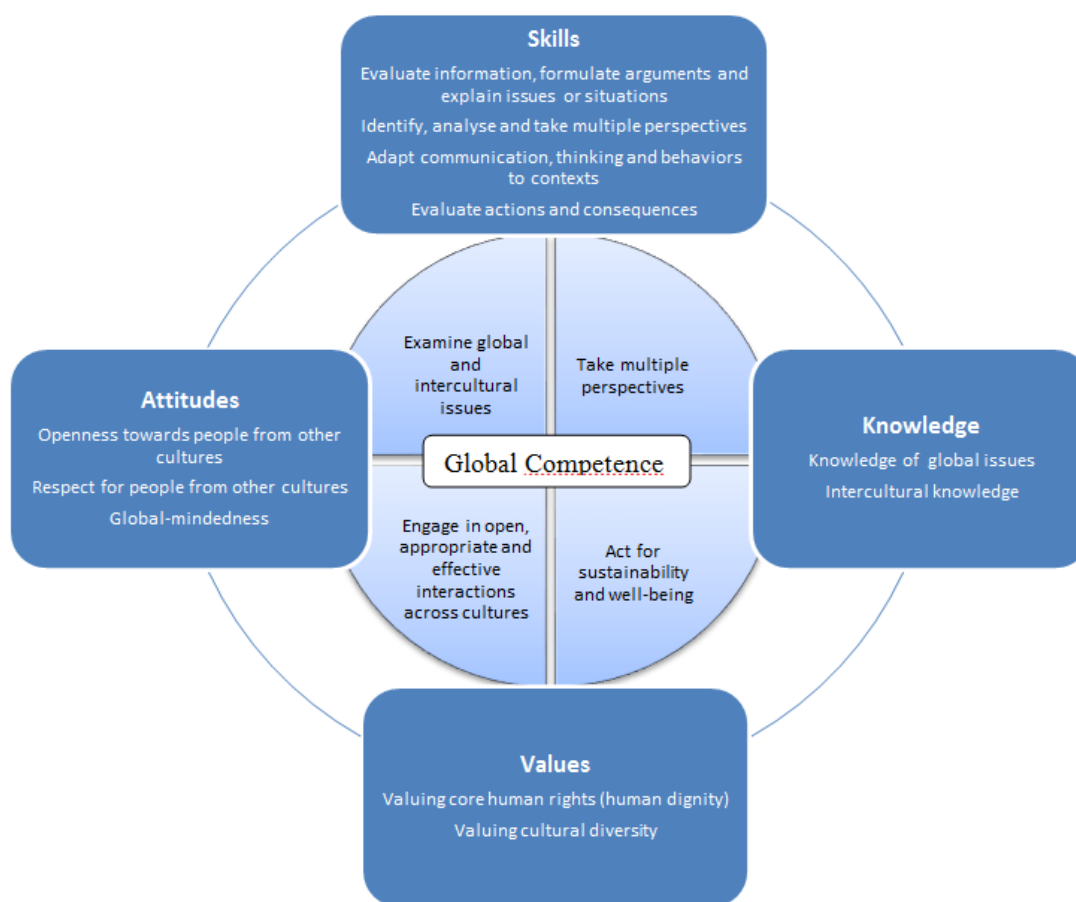 Skills
Evaluate information, formulate arguments and
explain issues or situations
Identify, analyse and take multiple perspectives
Adapt communication, thinking and behaviors
to contexts
Evaluate actions and consequences
Examine global
and
intercultural
issues
Take multiple
perspectives
Attitudes
Openness towards people from other
cultures
Respect for people from other cultures
Global-mindedness
Global Competence
Knowledge
Knowledge of global issues
Intercultural knowledge
Engage in open,
appropriate and
effective
interactions
across cultures
Act for
sustainability
and well-being
Values
Valuing core human rights (human dignity)
Valuing cultural diversity